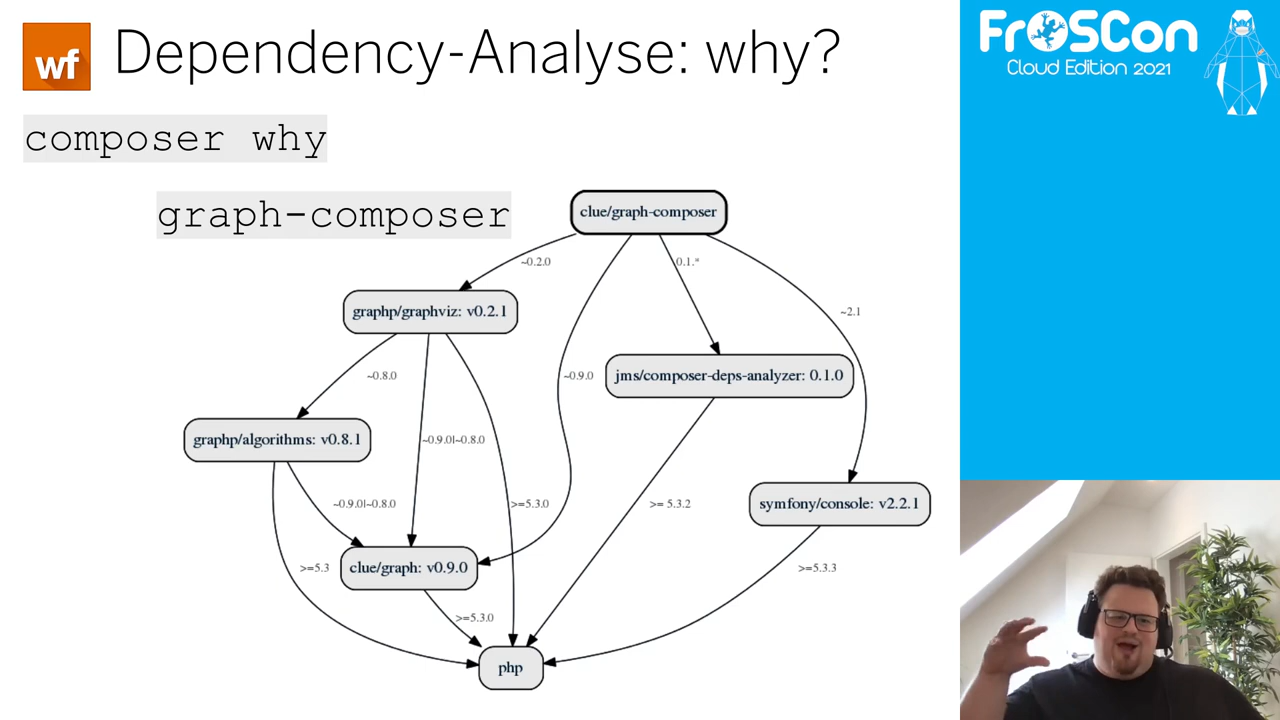 wf
Dependency-Analyse: why?
FrOSCon
Cloud Edition 2021
composer why
graph-composer
clue/graph-composer
~0.2.0
0.1.*
graphp/graphviz: v0.2.1
~2.1
~0.8.0
~0.9.0
jms/composer-deps-analyzer: 0.1.0
graphp/algorithms: v0.8.1
~0.9.0|~0.8.0
~0.9.0|~0.8.0
>=5.3.0
>= 5.3.2
symfony/console: v2.2.1
>=5.3
clue/graph: v0.9.0
>=5.3.3
>=5.3.0
php